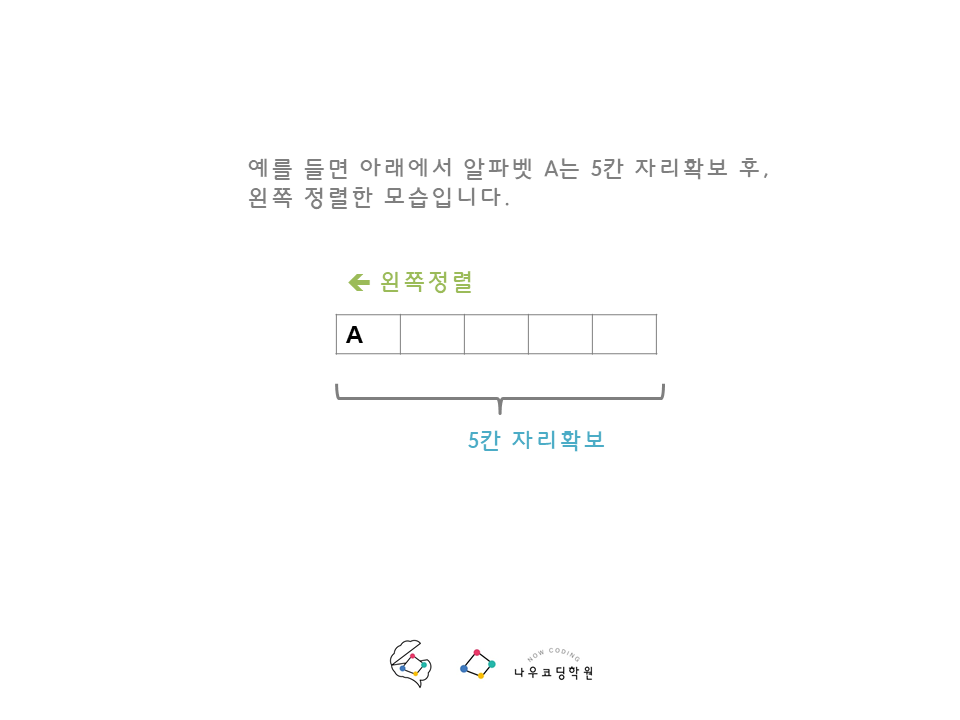 예를 들면 아래에서 알파벳 A는 5칸 자리확보 후,
왼쪽 정렬한 모습입니다.
← 왼쪽정렬
A
5칸 자리확보
NOW CODING
나우코딩학원